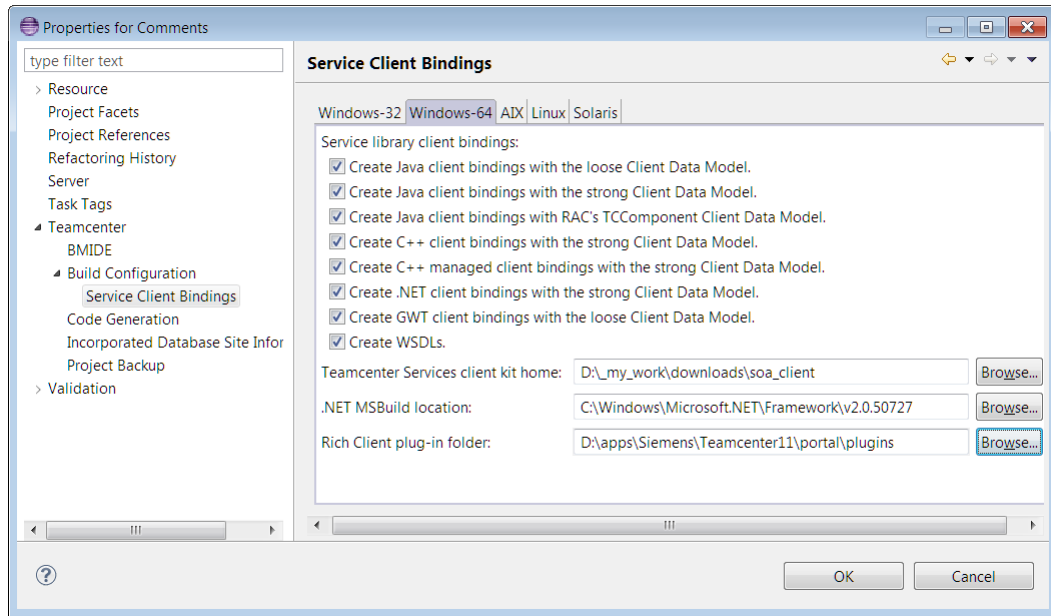 Properties for Comments
type filter text
Resource
Project Facets
Project References
Refactoring History
Server
Task Tags
Teamcenter
BMIDE
Build Configuration
Service Client Bindings
Code Generation
Incorporated Database Site Infor
Project Backup
Validation
Service Client Bindings
Windows-32 Windows-64 AIX Linux Solaris
Service library client bindings:
Create Java client bindings with the loose Client Data Model.
Create Java client bindings with the strong Client Data Model.
Create Java client bindings with RAC's TCComponent Client Data Model.
Create C++ client bindings with the strong Client Data Model.
Create C++ managed client bindings with the strong Client Data Model.
Create .NET client bindings with the strong Client Data Model.
Create GWT client bindings with the loose Client Data Model.
Create WSDLs.
Teamcenter Services client kit home: D:\_my_work\downloads\soa_client Browse...
.NET MSBuild location: C:\Windows\Microsoft.NET\Framework\v2.0.50727 Browse...
Rich Client plug-in folder: D:\apps\Siemens\Teamcenter11\portal\plugins Browse...
OK Cancel